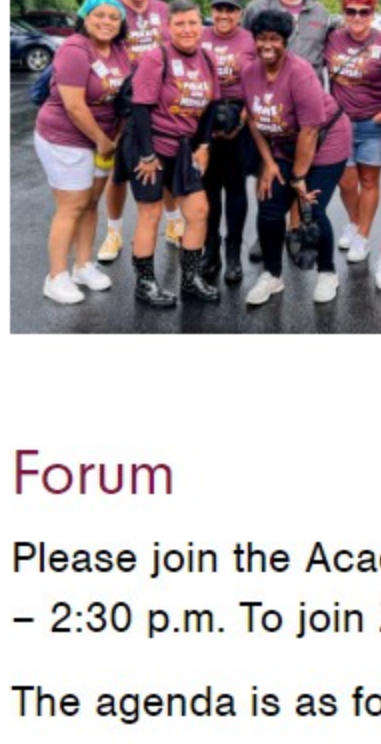 Forum
Please join the Aca
– 2:30 p.m. To join
The agenda is as fo